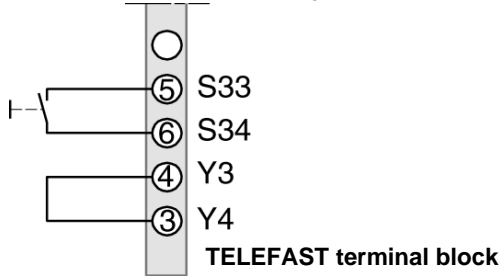 5 S33
6 S34
4 Y3
3 Y4
TELEFAST terminal block